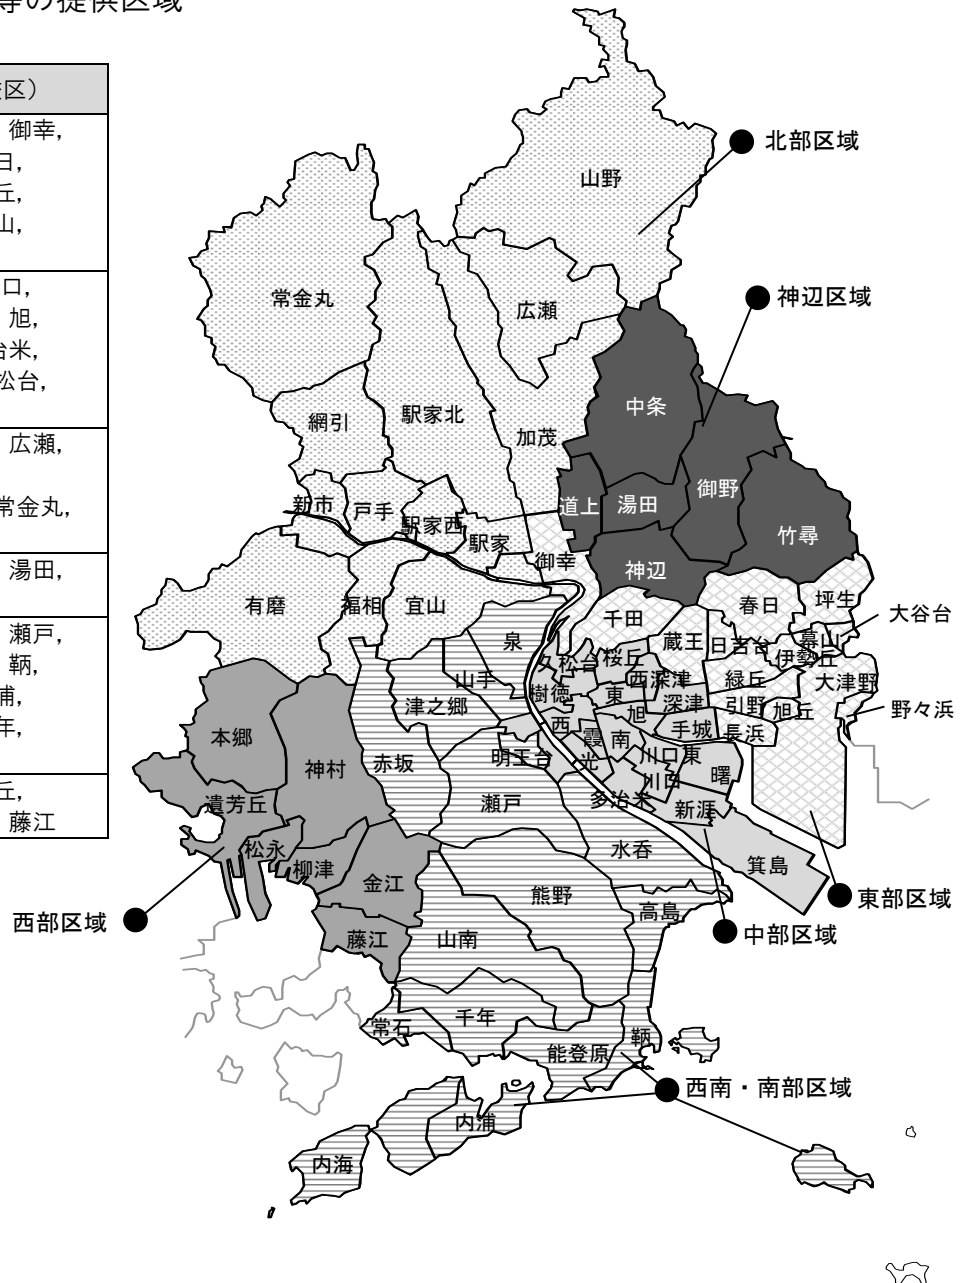 等の提供区域
区）
御幸，
日，
丘，
山，
口，
旭，
台米，
松台，
広瀬，
常金丸，
湯田，
瀬戸，
鞆，
浦，
年，
丘，
藤江
北部区域
山野
神辺区域
常金丸
広瀬
中条
駅家北
網引
加茂
御野
新市
戸手
駅家西
道上
湯田
竹尋
駅家
御幸
神辺
有磨
福相
宜山
千田
春日
坪生
大谷台
泉
蔵王
日吉台
幕山
伊勢丘
久松台
桜丘
西深津
緑丘
大津野
山手
樹徳
東
深津
引野
旭丘
野々浜
津之郷
西
旭
手城
長浜
本郷
霞
南
明王台
光
川口東
赤坂
神村
川口
曙
遺芳丘
瀬戸
多治米
新涯
松永
水呑
箕島
柳津
金江
熊野
東部区域
西部区域
高島
中部区域
藤江
山南
千年
常石
鞆
能登原
西南・南部区域
内浦
内海